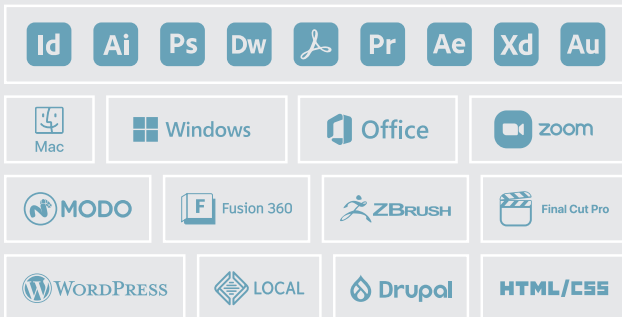 Id Ai Ps Dw Pr Ae Xd Au
Mac Windows Office zoom
MODO F Fusion 360 ZBRUSH Final Cut Pro
W WORDPRESS LOCAL Drupal HTML/CSS